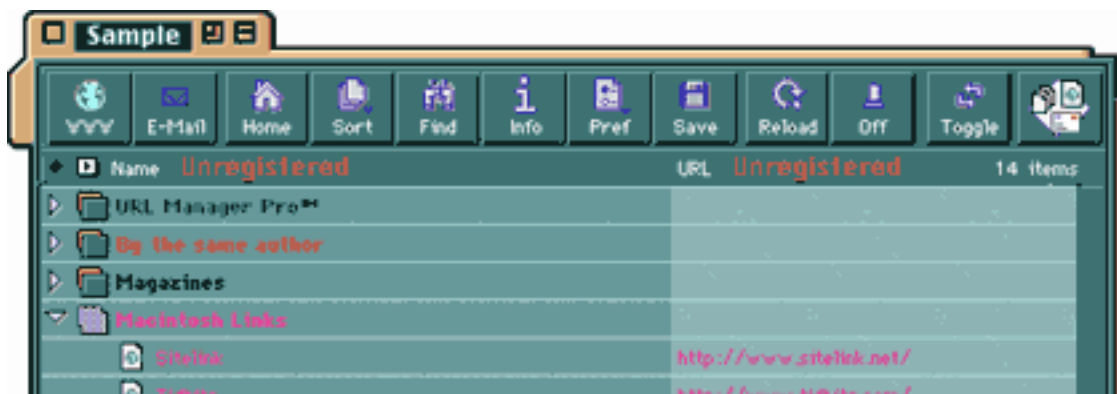 Sample
WWW E-Mail Home Sort Find Info Pref Save Reload Off Toggle
Name Unregistered URL Unregistered 14 items
URL Manager Pro™
By the same author
Magazines
Macintosh Links
Sitelink http://www.sitelink.net/